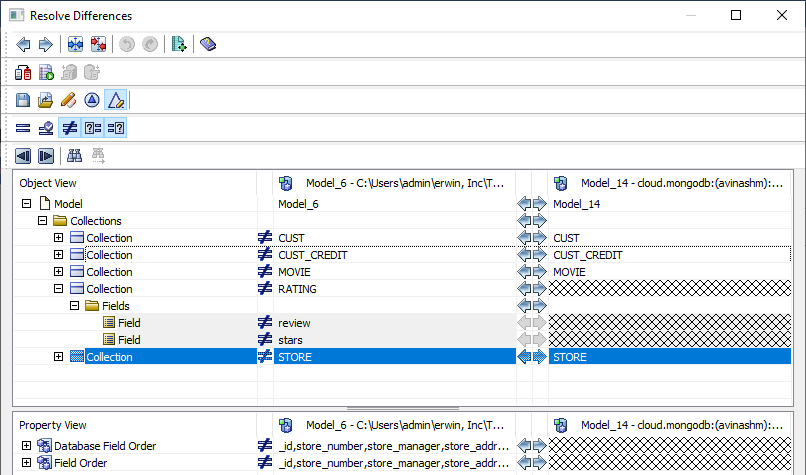 Resolve Differences
Object View Model_6 - C:\Users\admin\erwin, Inc\T... Model_14 - cloud.mongodb:(avinashm):...
Model Model_6 Model_14
Collections
Collection CUST CUST
Collection CUST_CREDIT CUST_CREDIT
Collection MOVIE MOVIE
Collection RATING
Fields
Field review
Field stars
Collection STORE STORE
Property View Model_6 - C:\Users\admin\erwin, Inc\T... Model_14 - cloud.mongodb:(avinashm):...
Database Field Order _id,store_number,store_manager,store_addr...
Field Order _id,store_number,store_manager,store_addr...